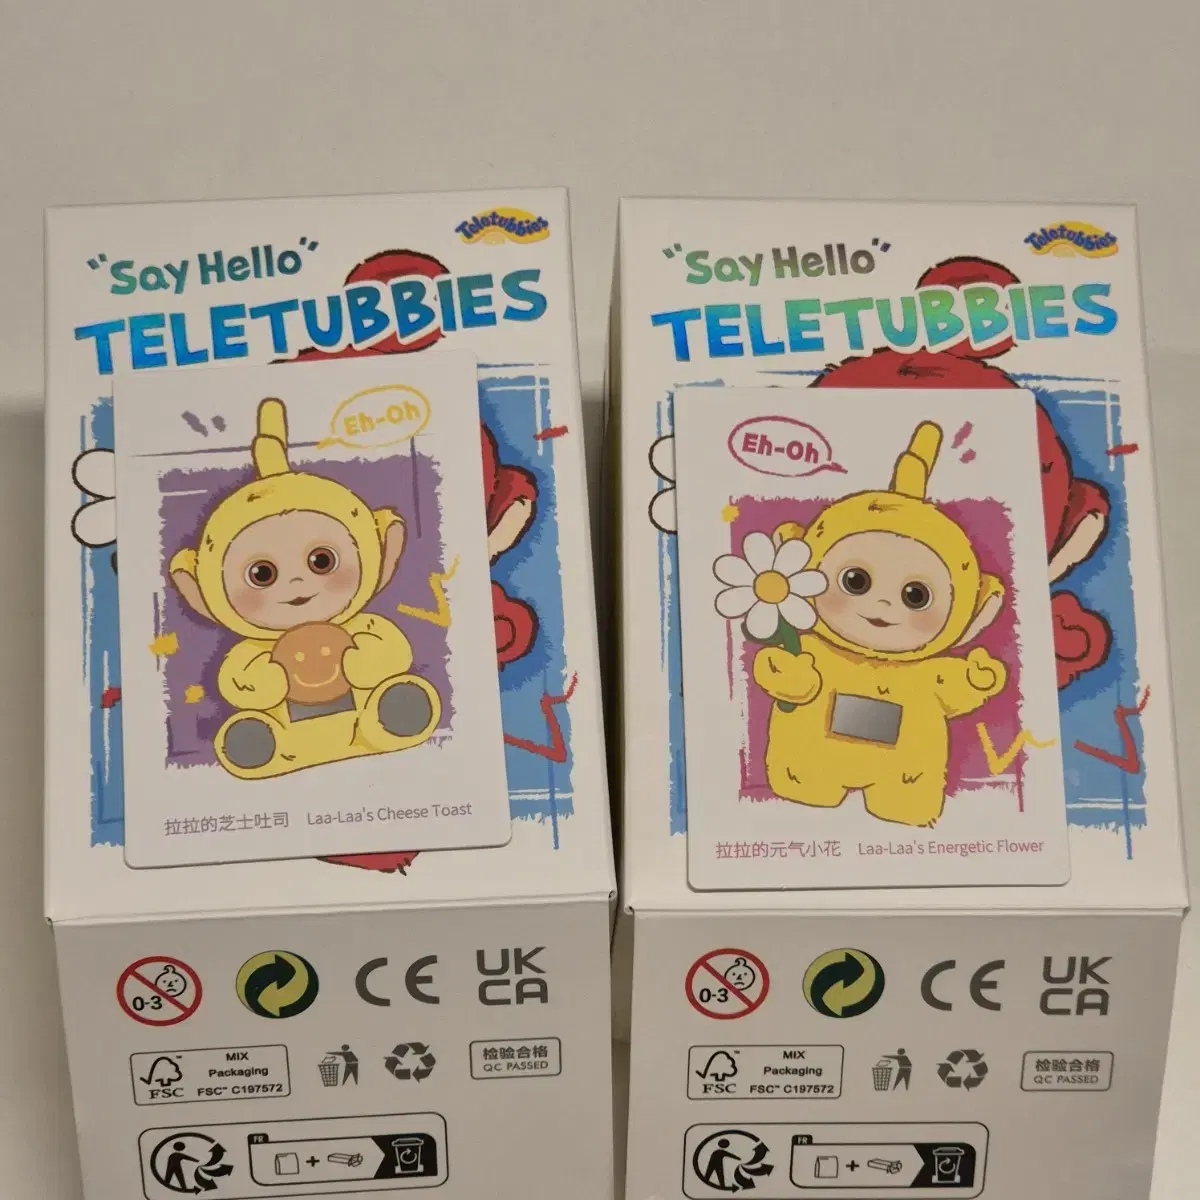 Teletubbies
"Say Hello"
TELETUBBIES
Eh-Oh
拉拉的芝士吐司 Laa-Laa's Cheese Toast
0-3
CE
UK
CA
FSC™
MIX
Packaging
FSC™ C197572
检验合格
QC PASSED
FR
+
Teletubbies
"Say Hello"
TELETUBBIES
Eh-Oh
拉拉的元气小花 Laa-Laa's Energetic Flower
0-3
CE
UK
CA
FSC™
MIX
Packaging
FSC™ C197572
检验合格
QC PASSED
FR
+